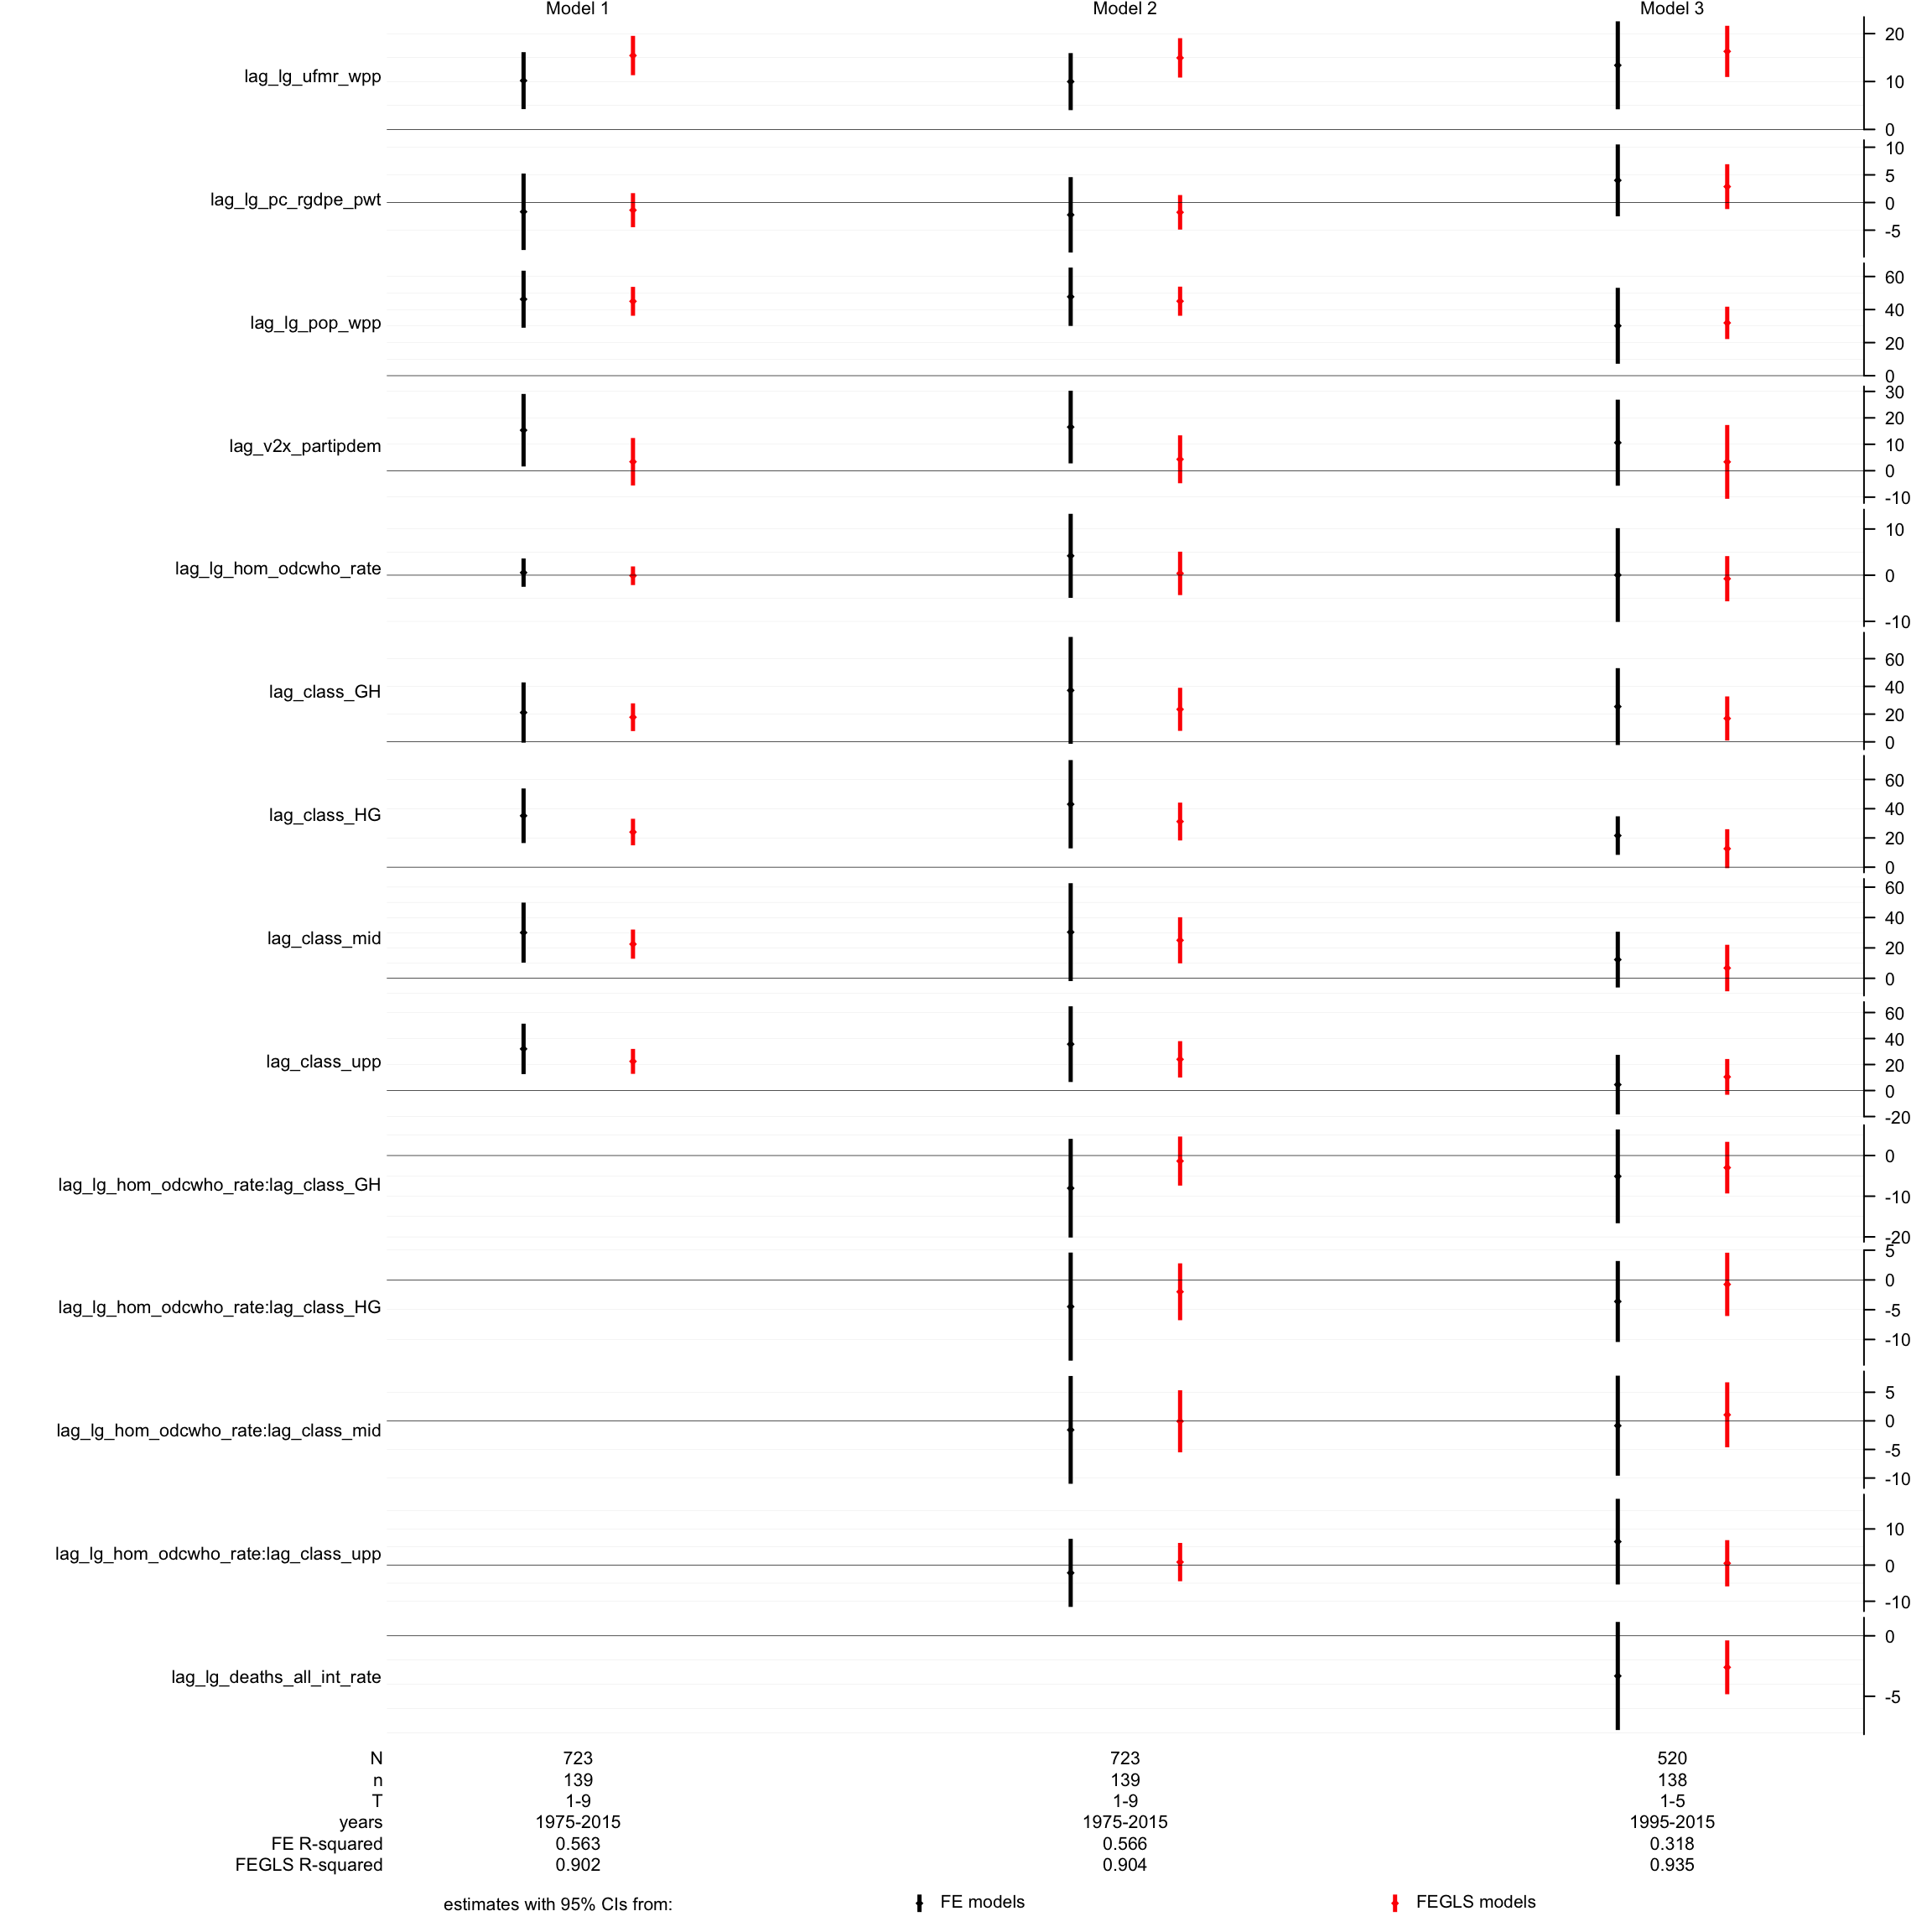 Model 1 Model 2 Model 3
lag_lg_ufmr_wpp
20
10
0
lag_lg_pc_rgdpe_pwt
10
5
0
-5
lag_lg_pop_wpp
60
40
20
0
lag_v2x_partipdem
30
20
10
0
-10
lag_lg_hom_odcwho_rate
10
0
-10
lag_class_GH
60
40
20
0
lag_class_HG
60
40
20
0
lag_class_mid
60
40
20
0
lag_class_upp
60
40
20
0
-20
lag_lg_hom_odcwho_rate:lag_class_GH
0
-10
-20
lag_lg_hom_odcwho_rate:lag_class_HG
5
0
-5
-10
lag_lg_hom_odcwho_rate:lag_class_mid
5
0
-5
-10
lag_lg_hom_odcwho_rate:lag_class_upp
10
0
-10
lag_lg_deaths_all_int_rate
0
-5
N 723 723 520
n 139 139 138
T 1-9 1-9 1-5
years 1975-2015 1975-2015 1995-2015
FE R-squared 0.563 0.566 0.318
FEGLS R-squared 0.902 0.904 0.935
estimates with 95% CIs from: FE models FEGLS models